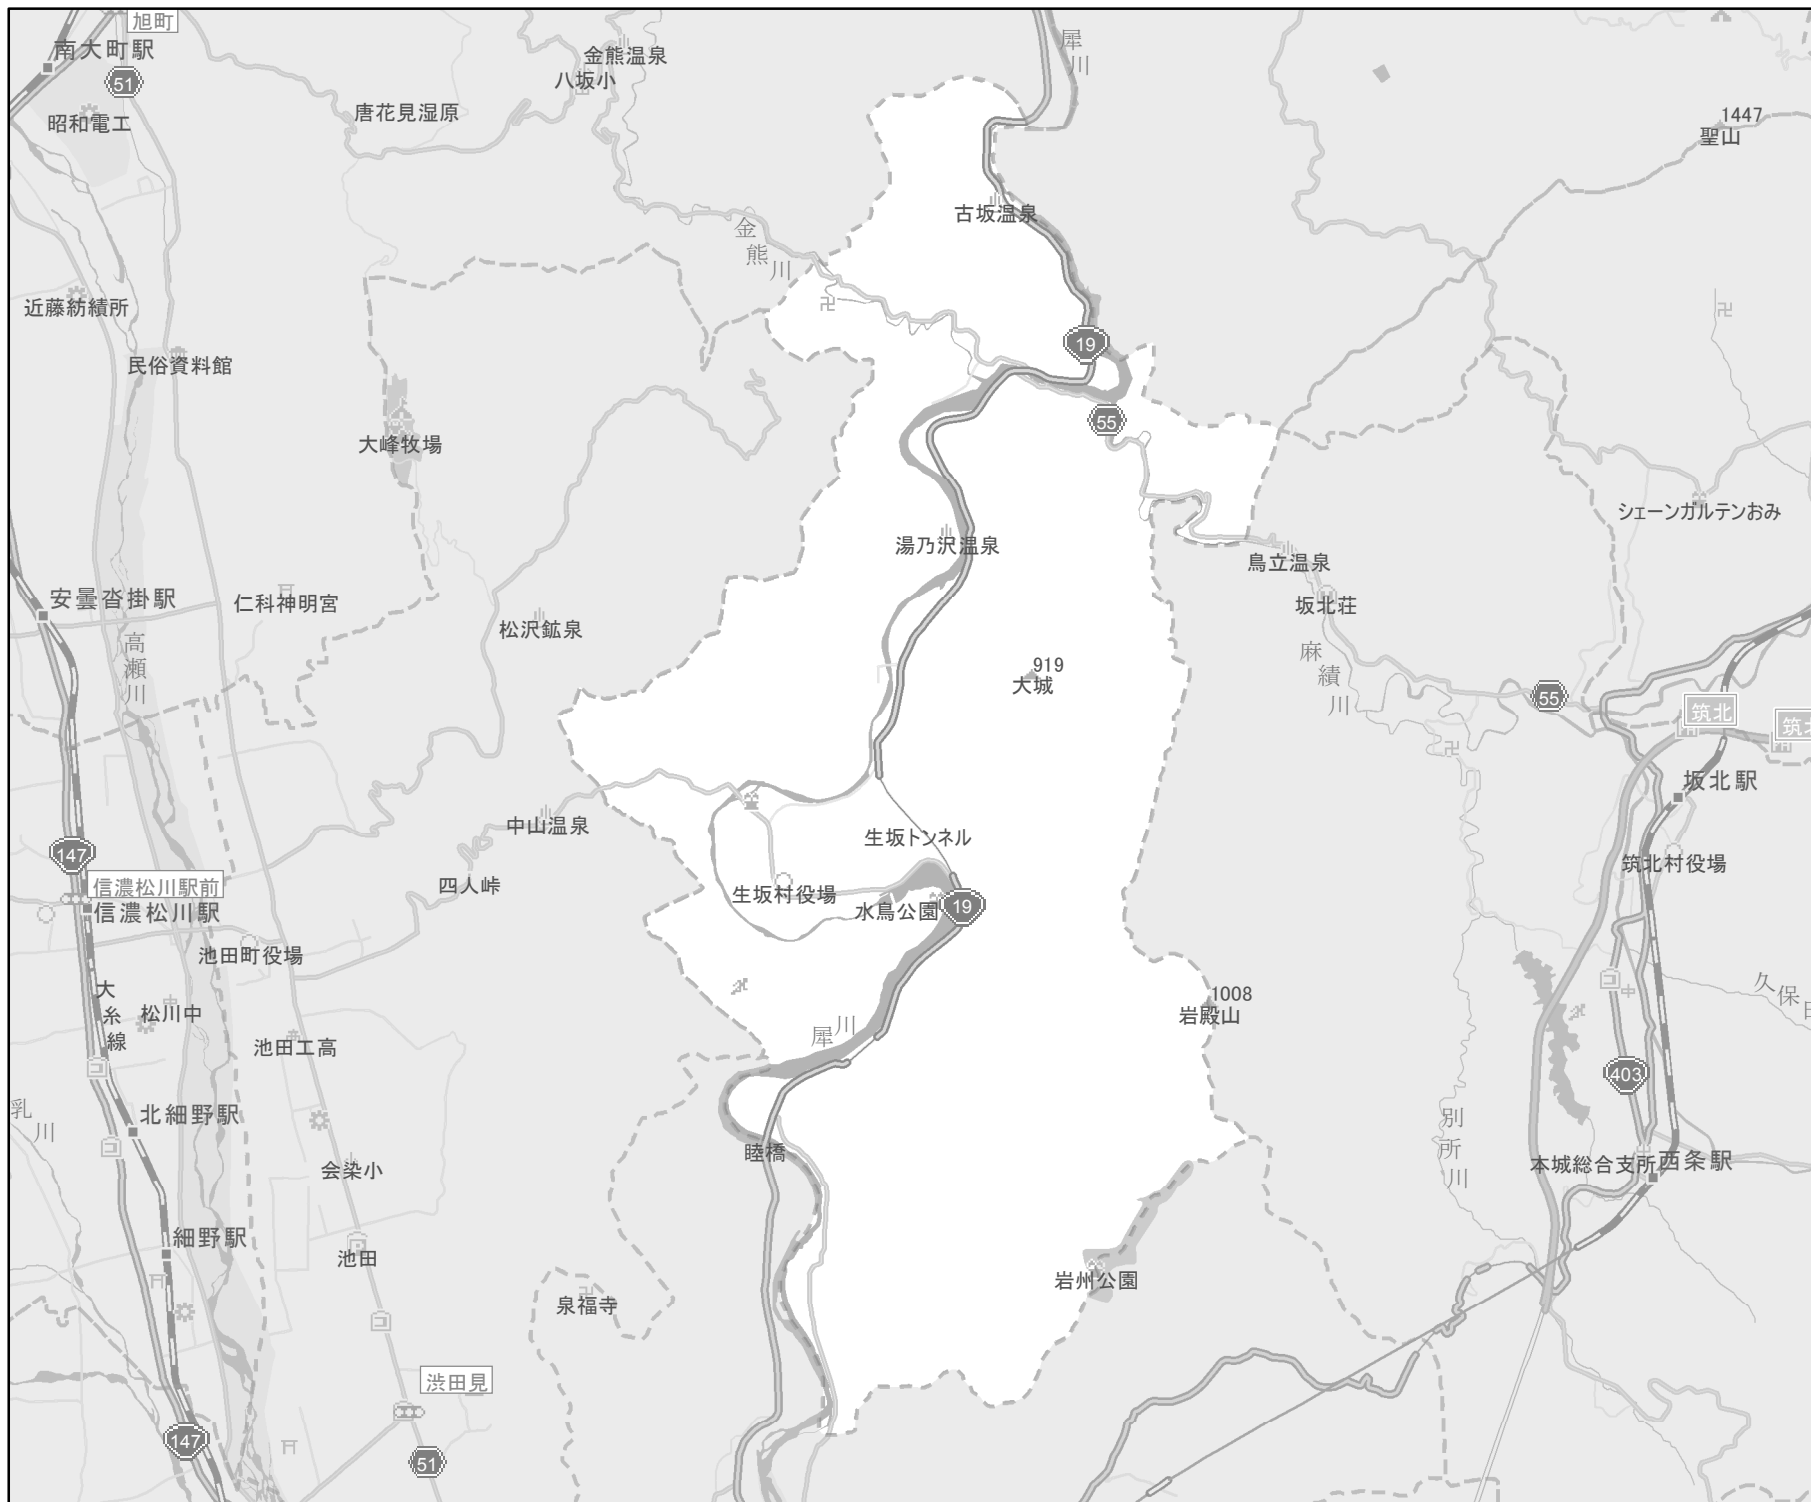 旭町
南大町駅
51
昭和電工
金熊温泉
八坂小
唐花見湿原
犀川
1447
聖山
古坂温泉
金熊川
近藤紡績所
民俗資料館
19
大峰牧場
55
シェーンガルテンおみ
湯乃沢温泉
鳥立温泉
坂北荘
安曇沓掛駅
仁科神明宮
松沢鉱泉
高瀬川
麻績川
919
大城
55
筑北
筑北
坂北駅
中山温泉
生坂トンネル
147
四人峠
生坂村役場
水鳥公園
19
筑北村役場
信濃松川駅前
信濃松川駅
池田町役場
大糸線
松川中
池田工高
犀川
1008
岩殿山
久保田
403
乳川
北細野駅
会染小
睦橋
別所川
本城総合支所
西条駅
細野駅
池田
泉福寺
岩州公園
渋田見
147
51